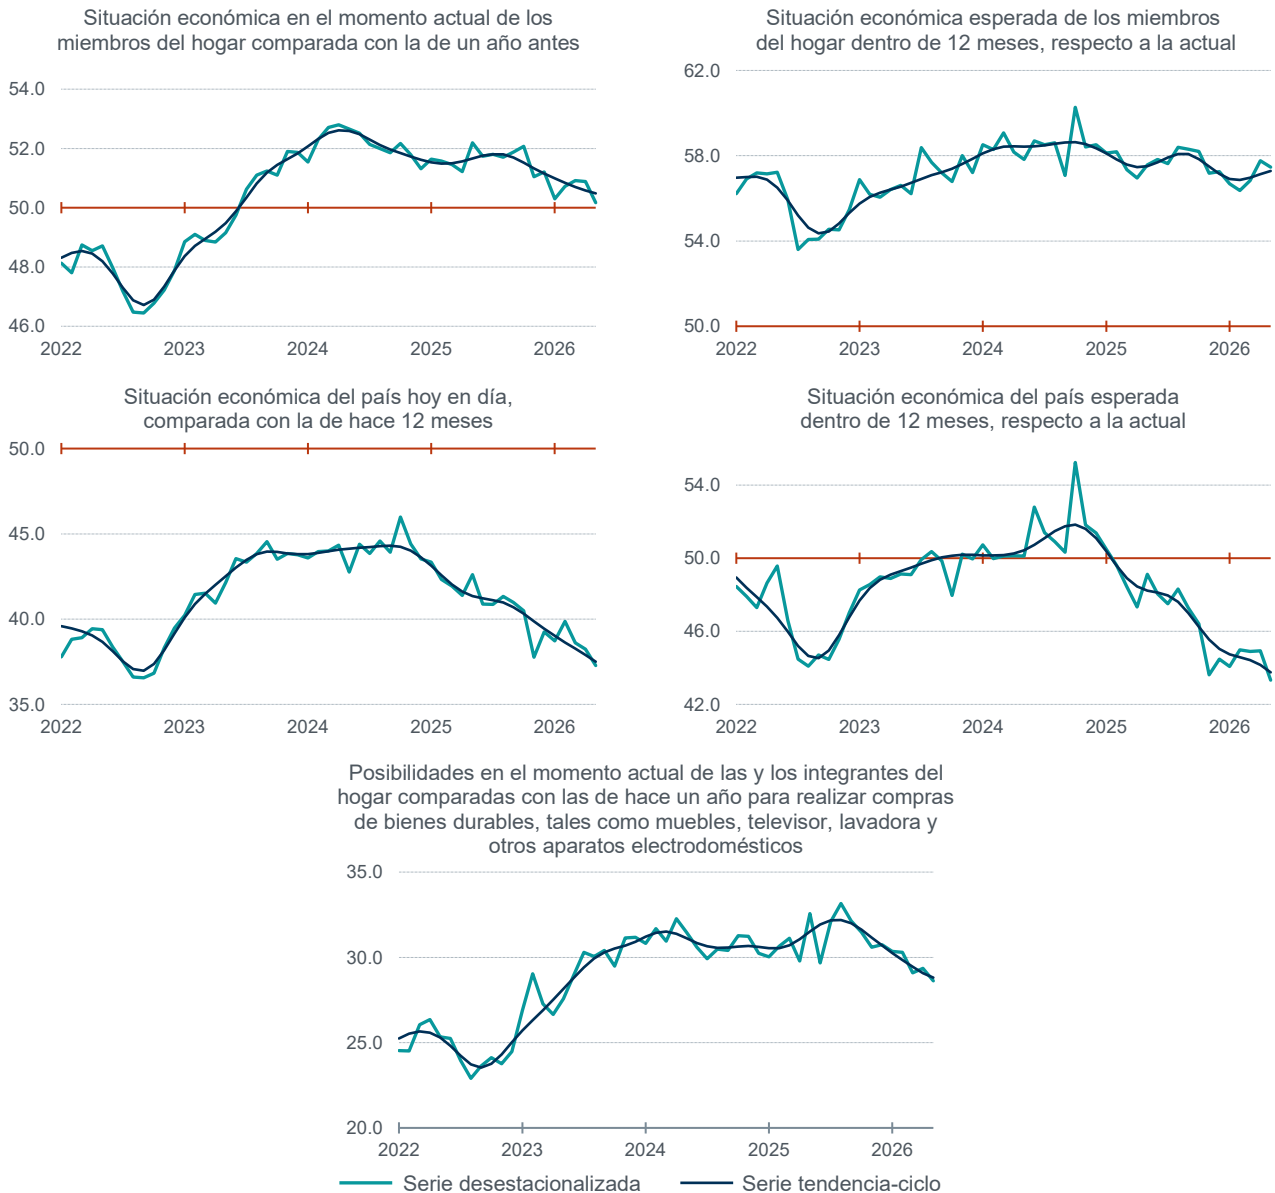 Situación económica en el momento actual de los
miembros del hogar comparada con la de un año antes
54.0
52.0
50.0
48.0
46.0
2022 2023 2024 2025 2026
Situación económica esperada de los miembros
del hogar dentro de 12 meses, respecto a la actual
62.0
58.0
54.0
50.0
2022 2023 2024 2025 2026
Situación económica del país hoy en día,
comparada con la de hace 12 meses
50.0
45.0
40.0
35.0
2022 2023 2024 2025 2026
Situación económica del país esperada
dentro de 12 meses, respecto a la actual
54.0
50.0
46.0
42.0
2022 2023 2024 2025 2026
Posibilidades en el momento actual de las y los integrantes del
hogar comparadas con las de hace un año para realizar compras
de bienes durables, tales como muebles, televisor, lavadora y
otros aparatos electrodomésticos
35.0
30.0
25.0
20.0
2022 2023 2024 2025 2026
Serie desestacionalizada Serie tendencia-ciclo